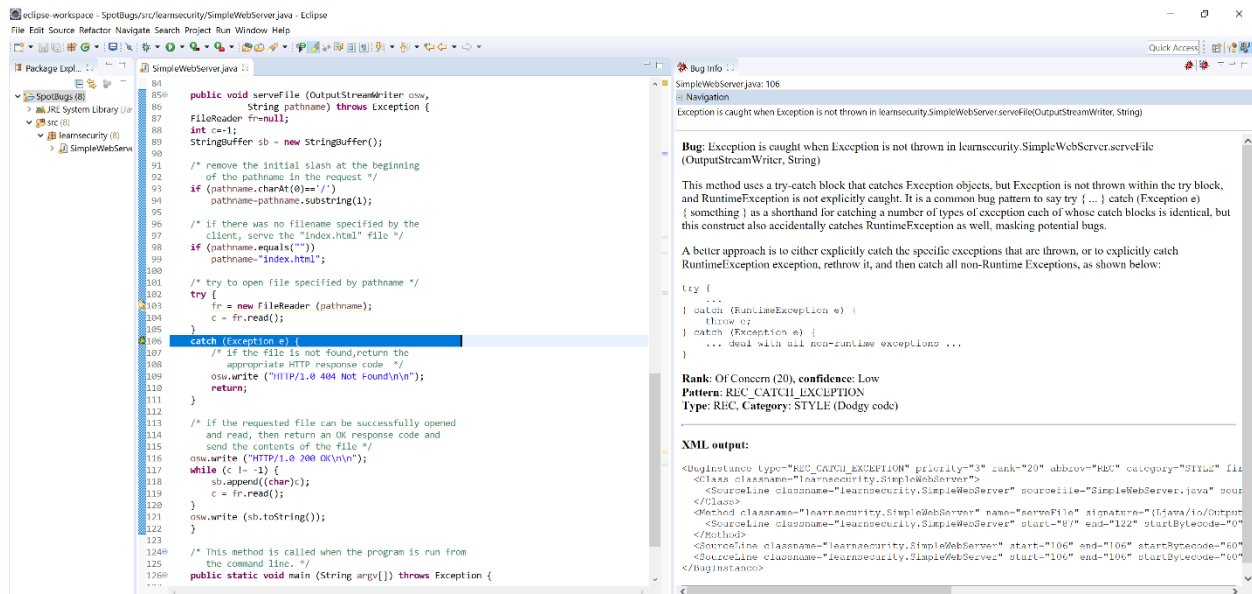 eclipse-workspace - SpotBugs/src/learnsecurity/SimpleWebServer.java - Eclipse
File Edit Source Refactor Navigate Search Project Run Window Help
Quick Access
Package Expl...
SpotBugs (8)
JRE System Library
src (8)
learnsecurity (8)
SimpleWebServe
SimpleWebServer.java
84
85 public void serveFile (OutputStreamWriter osw,
86 String pathname) throws Exception {
87 FileReader fr=null;
88 int c=-1;
89 StringBuffer sb = new StringBuffer();
90
91 /* remove the initial slash at the beginning
92 of the pathname in the request */
93 if (pathname.charAt(0)=='/')
94 pathname=pathname.substring(1);
95
96 /* if there was no filename specified by the
97 client, serve the "index.html" file */
98 if (pathname.equals(""))
99 pathname="index.html";
100
101 /* try to open file specified by pathname */
102 try {
103 fr = new FileReader (pathname);
104 c = fr.read();
105 }
106 catch (Exception e) {
107 /* if the file is not found,return the
108 appropriate HTTP response code */
109 osw.write ("HTTP/1.0 404 Not Found\n\n");
110 return;
111 }
112
113 /* if the requested file can be successfully opened
114 and read, then return an OK response code and
115 send the contents of the file */
116 osw.write ("HTTP/1.0 200 OK\n\n");
117 while (c != -1) {
118 sb.append((char)c);
119 c = fr.read();
120 }
121 osw.write (sb.toString());
122 }
123
124 /* This method is called when the program is run from
125 the command line. */
126 public static void main (String argv[]) throws Exception {
Bug Info
SimpleWebServer.java: 106
Navigation
Exception is caught when Exception is not thrown in learnsecurity.SimpleWebServer.serveFile(OutputStreamWriter, String)
Bug: Exception is caught when Exception is not thrown in learnsecurity.SimpleWebServer.serveFile
(OutputStreamWriter, String)
This method uses a try-catch block that catches Exception objects, but Exception is not thrown within the try block,
and RuntimeException is not explicitly caught. It is a common bug pattern to say try { ... } catch (Exception e)
{ something } as a shorthand for catching a number of types of exception each of whose catch blocks is identical, but
this construct also accidentally catches RuntimeException as well, masking potential bugs.
A better approach is to either explicitly catch the specific exceptions that are thrown, or to explicitly catch
RuntimeException exception, rethrow it, and then catch all non-Runtime Exceptions, as shown below:
try {
...
} catch (RuntimeException e) {
throw e;
} catch (Exception e) {
... deal with all non-runtime exceptions ...
}
Rank: Of Concern (20), confidence: Low
Pattern: REC_CATCH_EXCEPTION
Type: REC, Category: STYLE (Dodgy code)
XML output:
<BugInstance type="REC_CATCH_EXCEPTION" priority="3" rank="20" abbrev="REC" category="STYLE" fir
<Class classname="learnsecurity.SimpleWebServer">
<SourceLine classname="learnsecurity.SimpleWebServer" sourcefile="SimpleWebServer.java" sour
</Class>
<Method classname="learnsecurity.SimpleWebServer" name="serveFile" signature="(Ljava/io/Output
<SourceLine classname="learnsecurity.SimpleWebServer" start="87" end="122" startBytecode="0"
</Method>
<SourceLine classname="learnsecurity.SimpleWebServer" start="106" end="106" startBytecode="60"
<SourceLine classname="learnsecurity.SimpleWebServer" start="106" end="106" startBytecode="60"
</BugInstance>